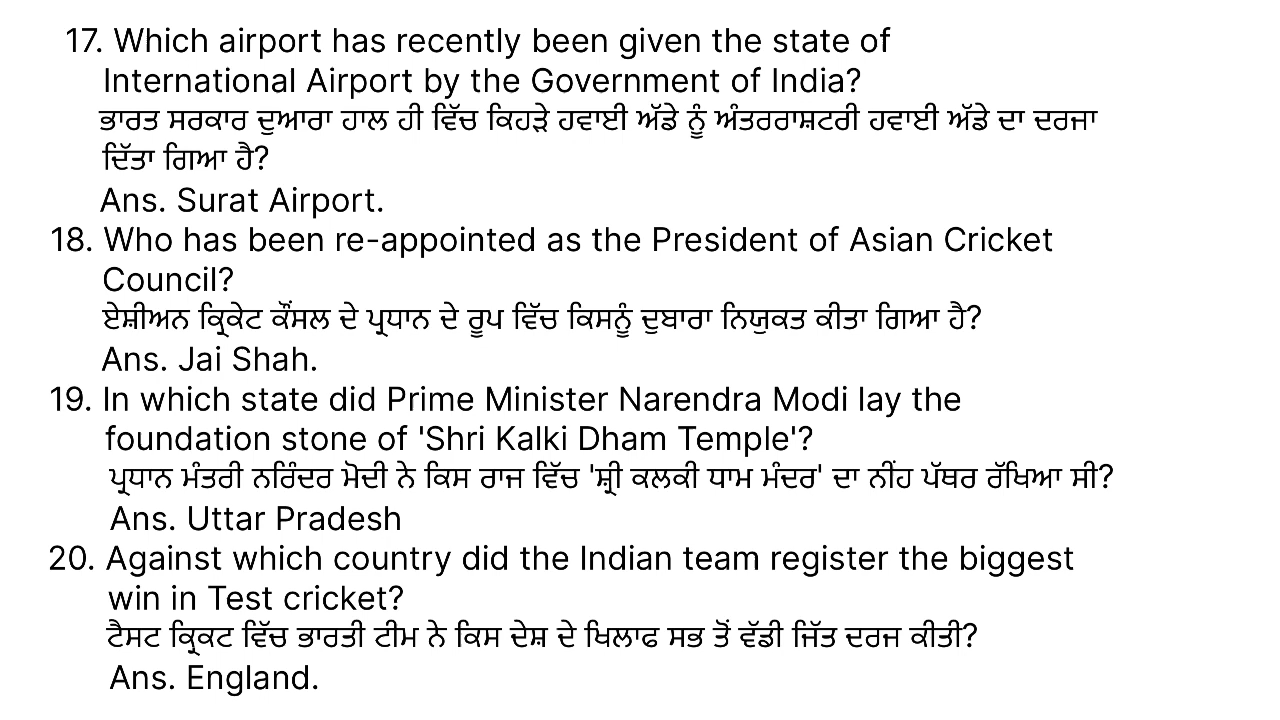 17. Which airport has recently been given the state of
International Airport by the Government of India?
ਭਾਰਤ ਸਰਕਾਰ ਦੁਆਰਾ ਹਾਲ ਹੀ ਵਿੱਚ ਕਿਹੜੇ ਹਵਾਈ ਅੱਡੇ ਨੂੰ ਅੰਤਰਰਾਸ਼ਟਰੀ ਹਵਾਈ ਅੱਡੇ ਦਾ ਦਰਜਾ
ਦਿੱਤਾ ਗਿਆ ਹੈ?
Ans. Surat Airport.
18. Who has been re-appointed as the President of Asian Cricket
Council?
ਏਸ਼ੀਅਨ ਕ੍ਰਿਕੇਟ ਕੌਂਸਲ ਦੇ ਪ੍ਰਧਾਨ ਦੇ ਰੂਪ ਵਿੱਚ ਕਿਸਨੂੰ ਦੁਬਾਰਾ ਨਿਯੁਕਤ ਕੀਤਾ ਗਿਆ ਹੈ?
Ans. Jai Shah.
19. In which state did Prime Minister Narendra Modi lay the
foundation stone of 'Shri Kalki Dham Temple'?
ਪ੍ਰਧਾਨ ਮੰਤਰੀ ਨਰਿੰਦਰ ਮੋਦੀ ਨੇ ਕਿਸ ਰਾਜ ਵਿੱਚ 'ਸ਼੍ਰੀ ਕਲਕੀ ਧਾਮ ਮੰਦਰ' ਦਾ ਨੀਂਹ ਪੱਥਰ ਰੱਖਿਆ ਸੀ?
Ans. Uttar Pradesh
20. Against which country did the Indian team register the biggest
win in Test cricket?
ਟੈਸਟ ਕ੍ਰਿਕਟ ਵਿੱਚ ਭਾਰਤੀ ਟੀਮ ਨੇ ਕਿਸ ਦੇਸ਼ ਦੇ ਖਿਲਾਫ ਸਭ ਤੋਂ ਵੱਡੀ ਜਿੱਤ ਦਰਜ ਕੀਤੀ?
Ans. England.